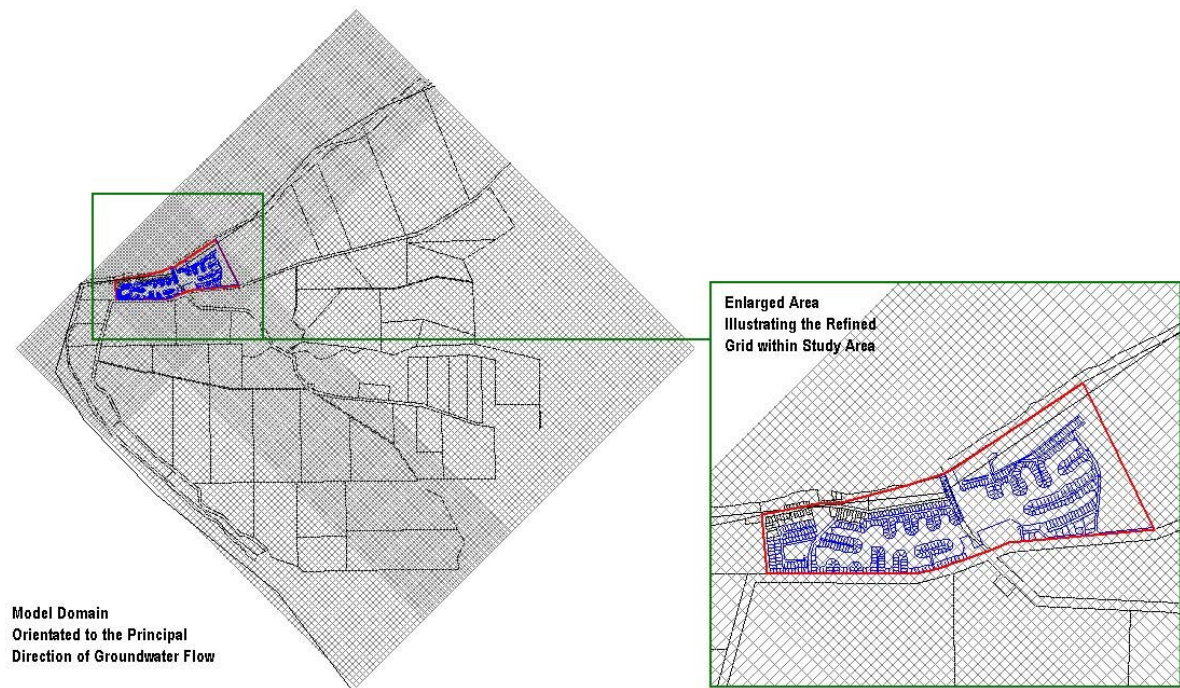 Enlarged Area
Illustrating the Refined
Grid within Study Area
Model Domain
Orientated to the Principal
Direction of Groundwater Flow